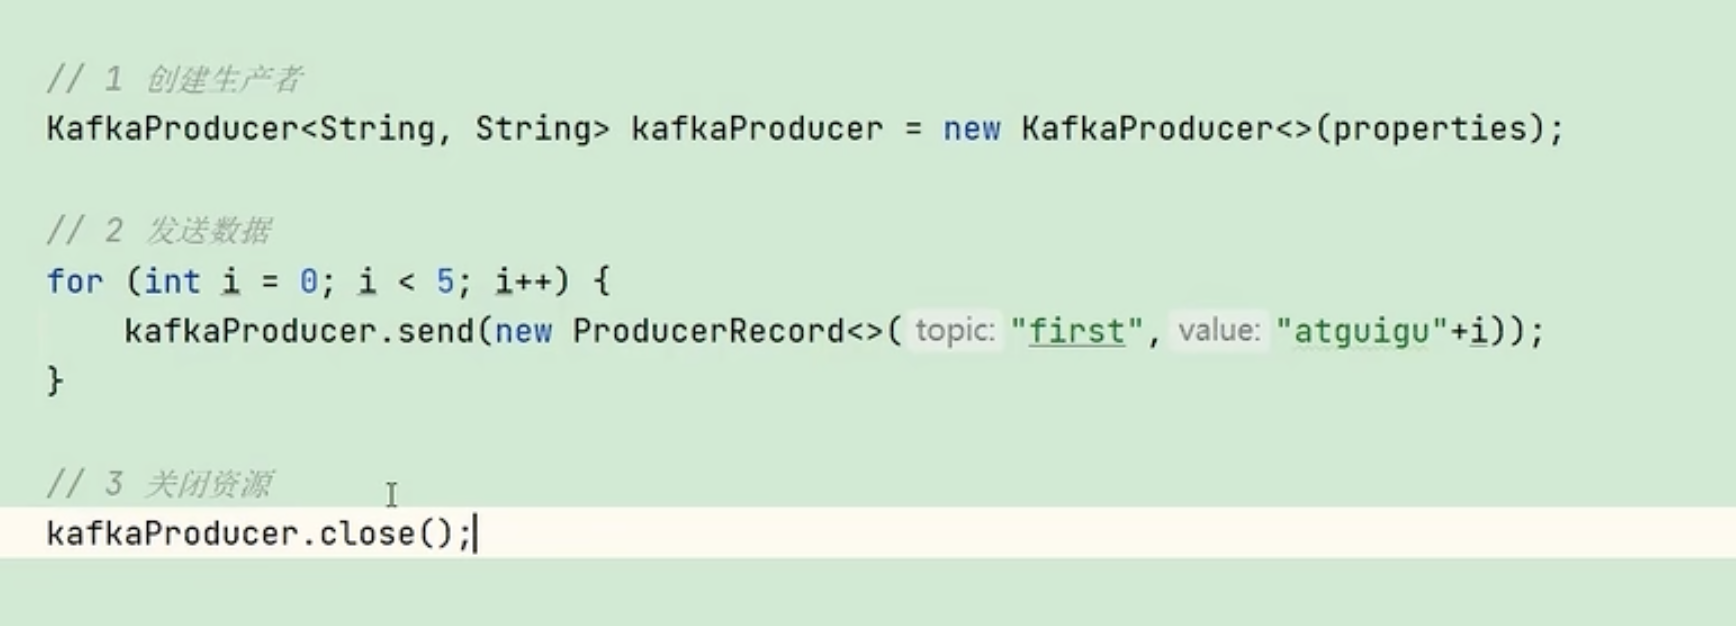 // 1 创建生产者
KafkaProducer<String, String> kafkaProducer = new KafkaProducer<>(properties);
// 2 发送数据
for (int i = 0; i < 5; i++) {
kafkaProducer.send(new ProducerRecord<>( topic: "first", value: "atguigu"+i));
}
// 3 关闭资源
kafkaProducer.close();